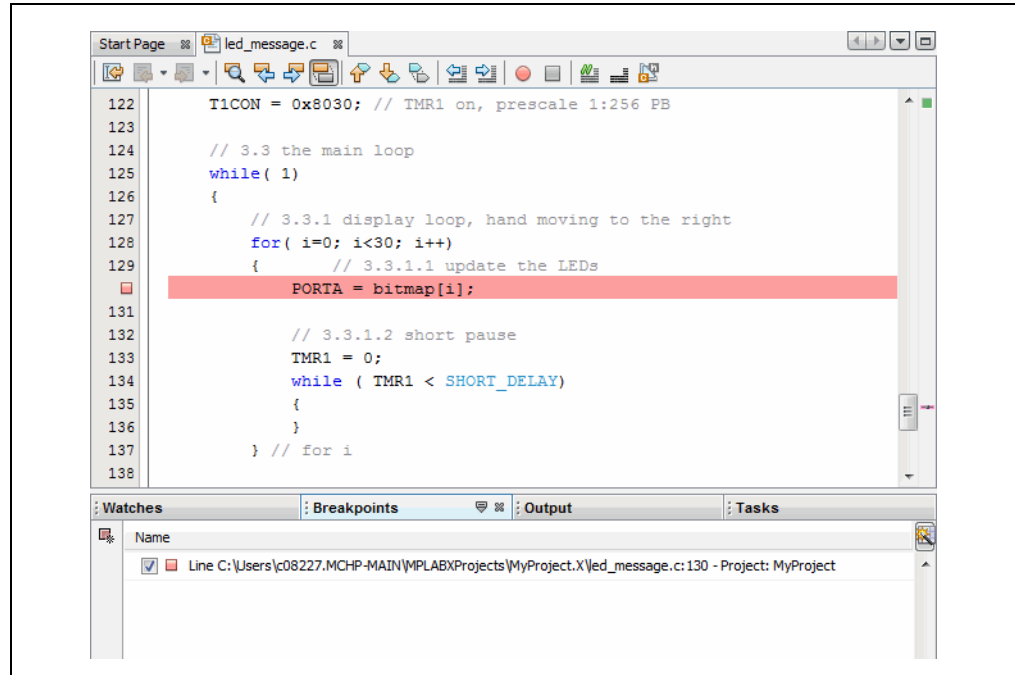 Start Page led_message.c
122 T1CON = 0x8030; // TMR1 on, prescale 1:256 PB
123
124 // 3.3 the main loop
125 while( 1)
126 {
127 // 3.3.1 display loop, hand moving to the right
128 for( i=0; i<30; i++)
129 { // 3.3.1.1 update the LEDs
PORTA = bitmap[i];
131
132 // 3.3.1.2 short pause
133 TMR1 = 0;
134 while ( TMR1 < SHORT_DELAY)
135 {
136 }
137 } // for i
138
Watches Breakpoints Output Tasks
Name
Line C:\Users\c08227.MCHP-MAIN\MPLABXProjects\MyProject.X\led_message.c:130 - Project: MyProject